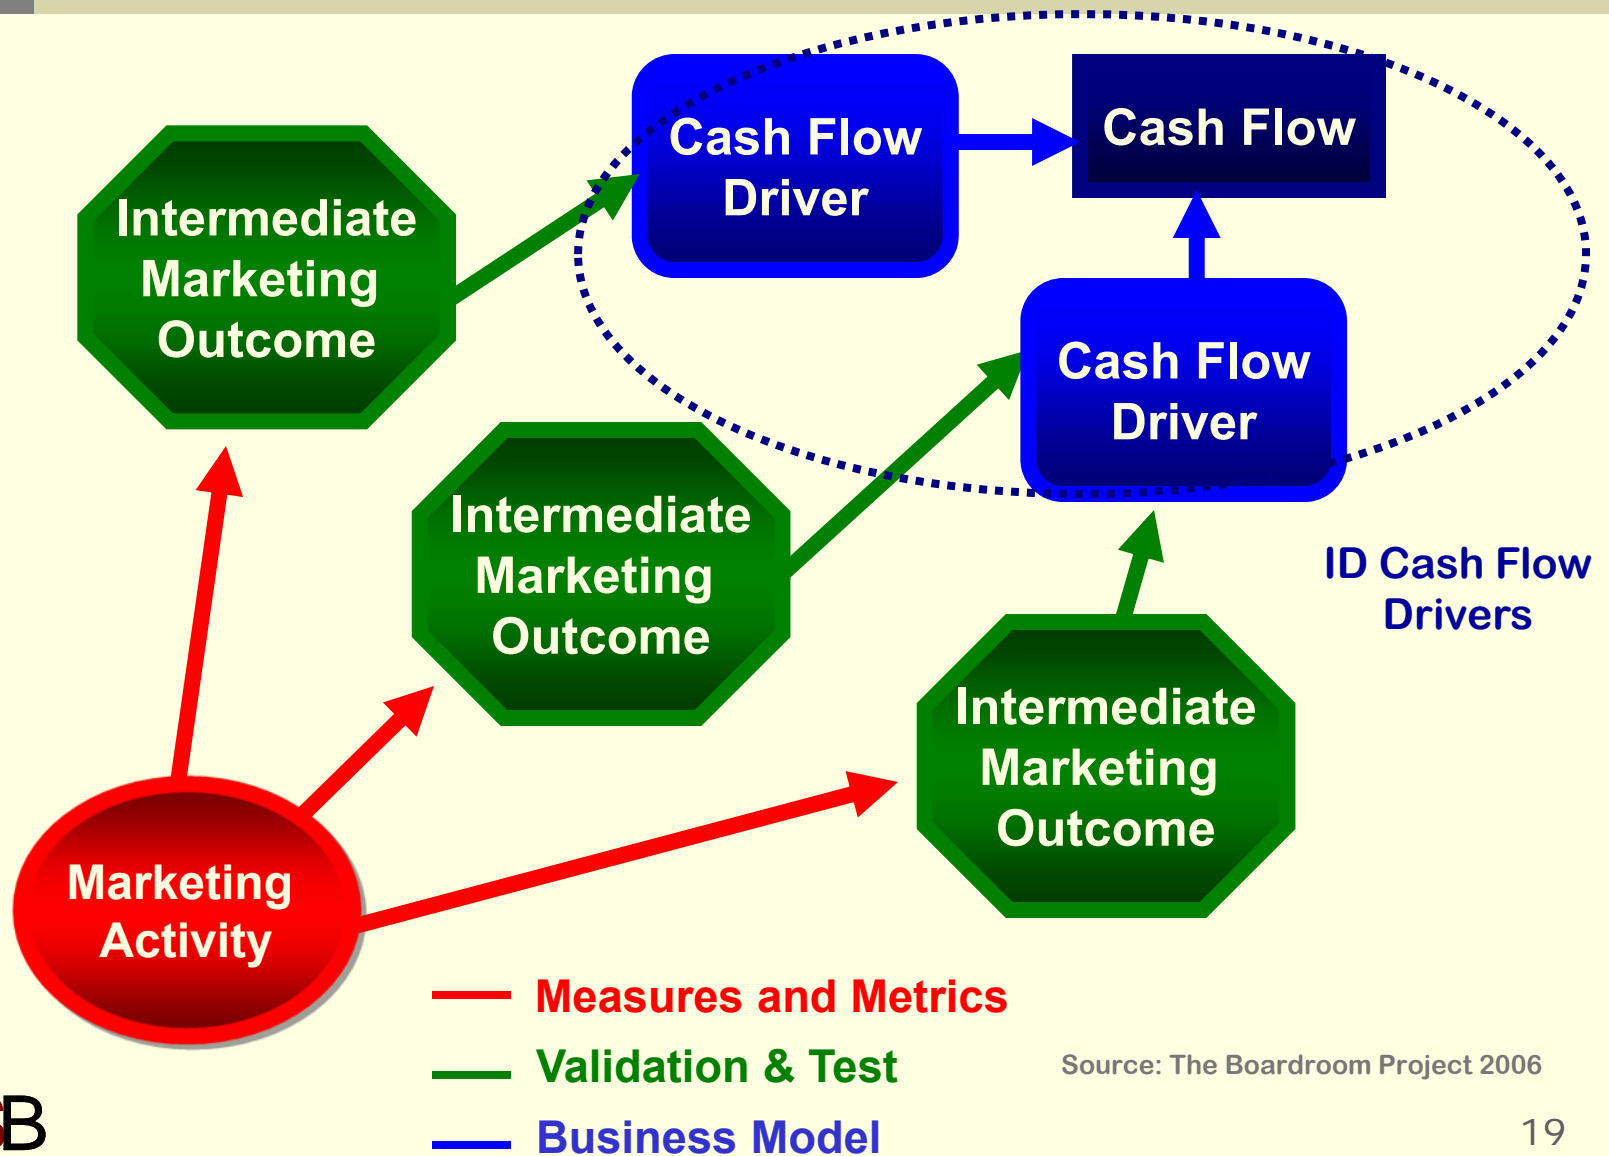 Cash Flow
Driver
Cash Flow
Intermediate
Marketing
Outcome
Cash Flow
Driver
Intermediate
Marketing
Outcome
ID Cash Flow
Drivers
Intermediate
Marketing
Outcome
Marketing
Activity
Measures and Metrics
Validation & Test
Source: The Boardroom Project 2006
B
Business Model
19